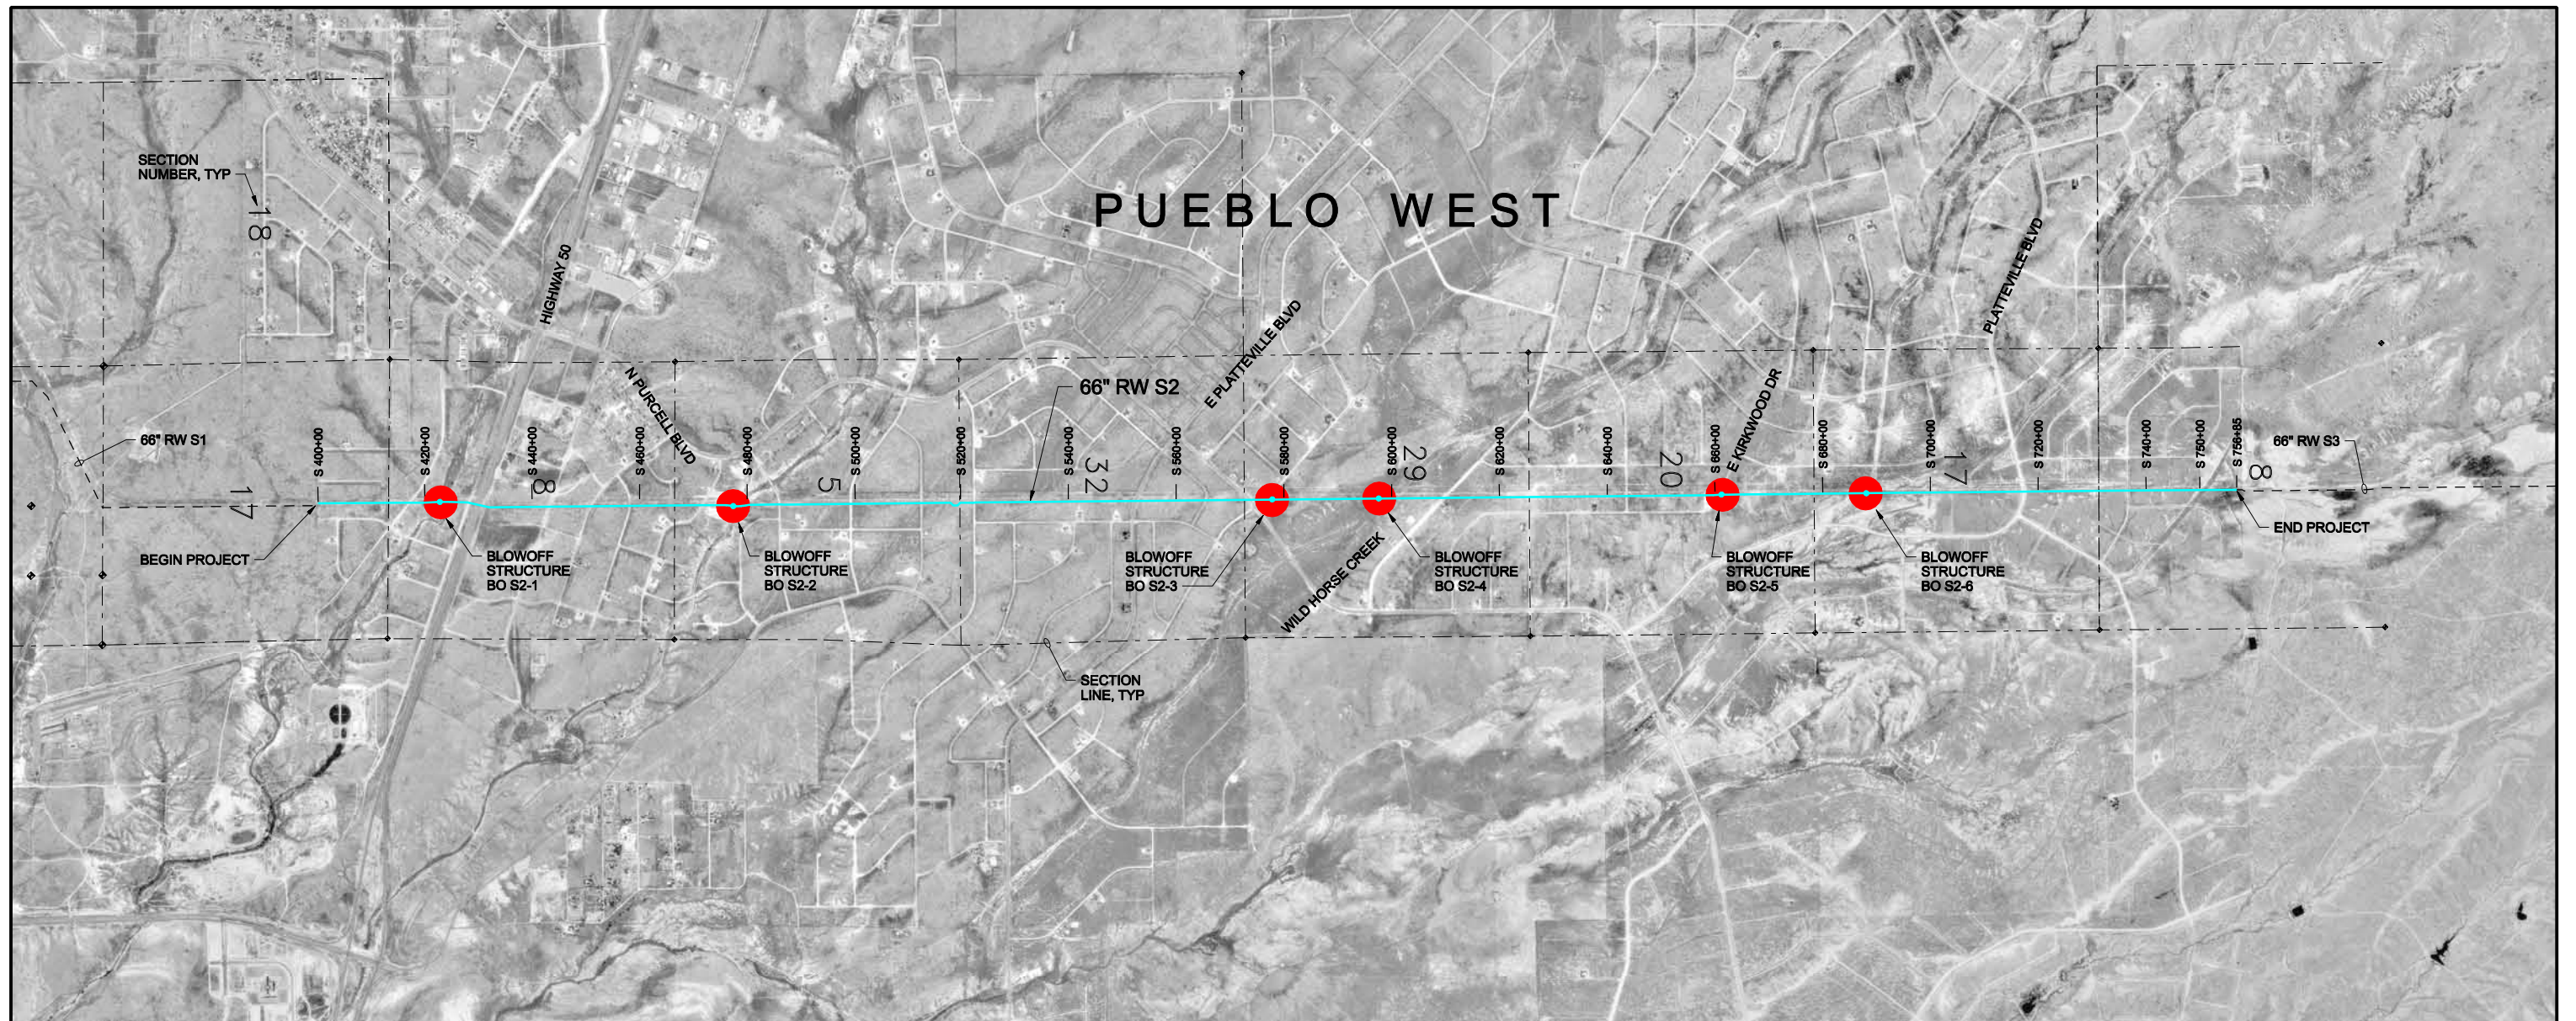 PUEBLO WEST
SECTION
NUMBER, TYP
18
HIGHWAY 50
PLATTEVILLE BLVD
E PLATTEVILLE BLVD
N PURCELL BLVD
66" RW S2
E KIRKWOOD DR
66" RW S1
66" RW S3
S 400+00
S 420+00
S 440+00
S 460+00
S 480+00
S 500+00
S 520+00
S 540+00
S 560+00
S 580+00
S 600+00
S 620+00
S 640+00
S 660+00
S 680+00
S 700+00
S 720+00
S 740+00
S 750+00
S 756+85
17
8
5
32
29
20
17
8
BEGIN PROJECT
BLOWOFF
STRUCTURE
BO S2-1
BLOWOFF
STRUCTURE
BO S2-2
BLOWOFF
STRUCTURE
BO S2-3
WILD HORSE CREEK
BLOWOFF
STRUCTURE
BO S2-4
BLOWOFF
STRUCTURE
BO S2-5
BLOWOFF
STRUCTURE
BO S2-6
END PROJECT
SECTION
LINE, TYP